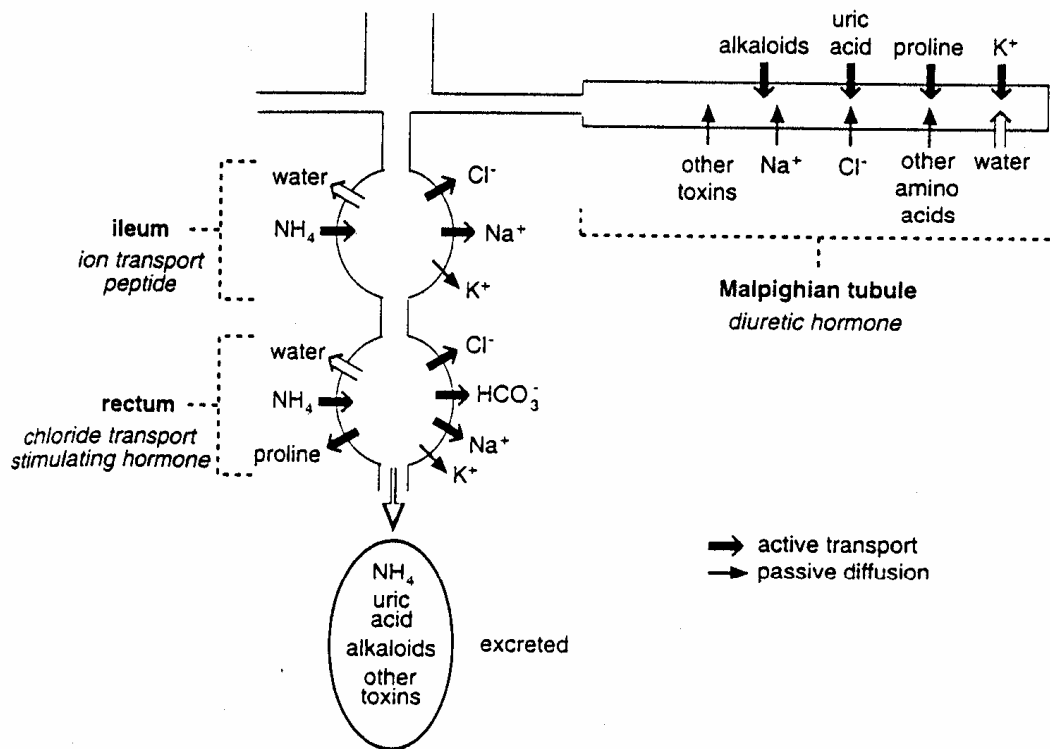 alkaloids
uric
acid
proline
K⁺
other
toxins
Na⁺
Cl⁻
other
amino
acids
water
Malpighian tubule
diuretic hormone
ileum
ion transport
peptide
water
NH₄
Cl⁻
Na⁺
K⁺
rectum
chloride transport
stimulating hormone
water
NH₄
proline
Cl⁻
HCO₃⁻
Na⁺
K⁺
active transport
passive diffusion
NH₄
uric
acid
alkaloids
other
toxins
excreted